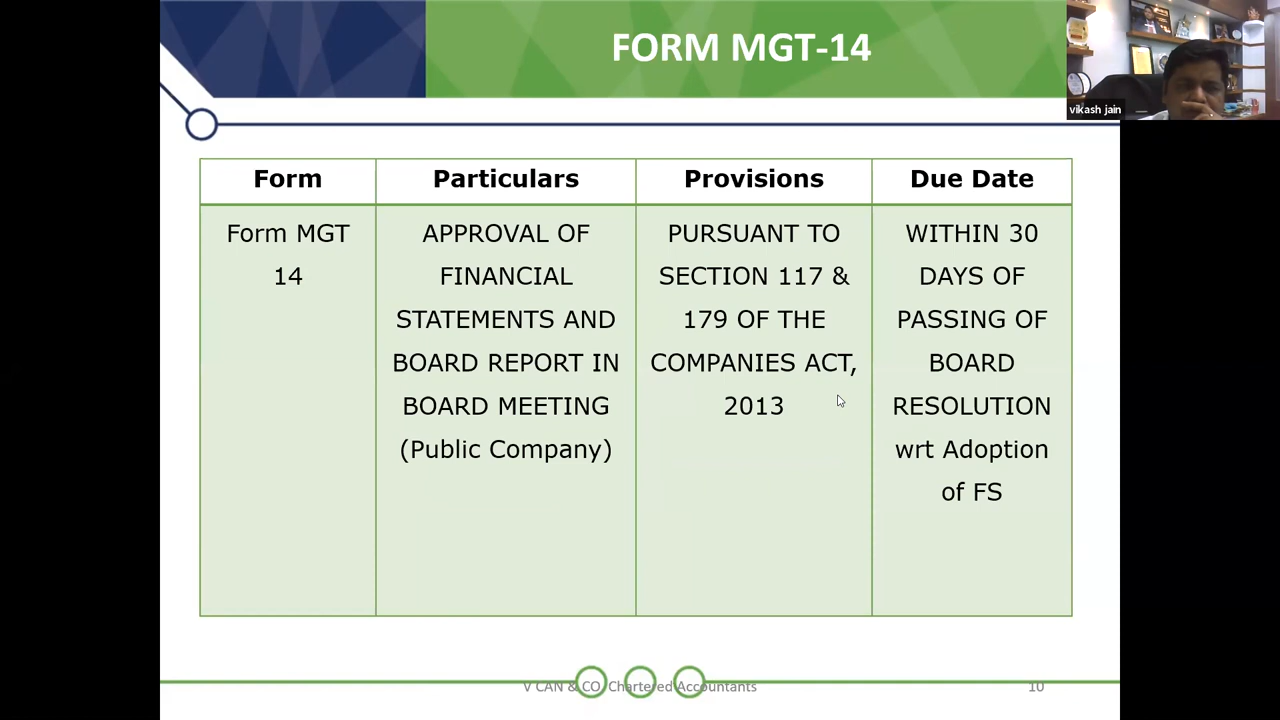 FORM MGT-14
vikash jain
Form
Particulars
Provisions
Due Date
Form MGT
14
APPROVAL OF
FINANCIAL
STATEMENTS AND
BOARD REPORT IN
BOARD MEETING
(Public Company)
PURSUANT TO
SECTION 117 &
179 OF THE
COMPANIES ACT,
2013
WITHIN 30
DAYS OF
PASSING OF
BOARD
RESOLUTION
wrt Adoption
of FS
V CAN & CO, Chartered Accountants
10